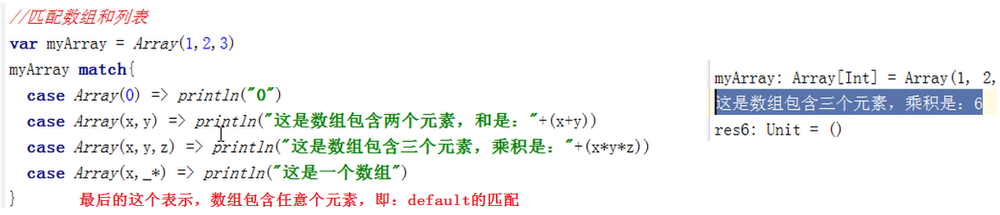 //匹配数组和列表
var myArray = Array(1,2,3)
myArray match{
case Array(0) => println("0")
case Array(x,y) => println("这是数组包含两个元素，和是："+(x+y))
case Array(x,y,z) => println("这是数组包含三个元素，乘积是："+(x*y*z))
case Array(x,_*) => println("这是一个数组")
}
最后的这个表示，数组包含任意个元素，即：default的匹配
myArray: Array[Int] = Array(1, 2,
这是数组包含三个元素，乘积是：6
res6: Unit = ()